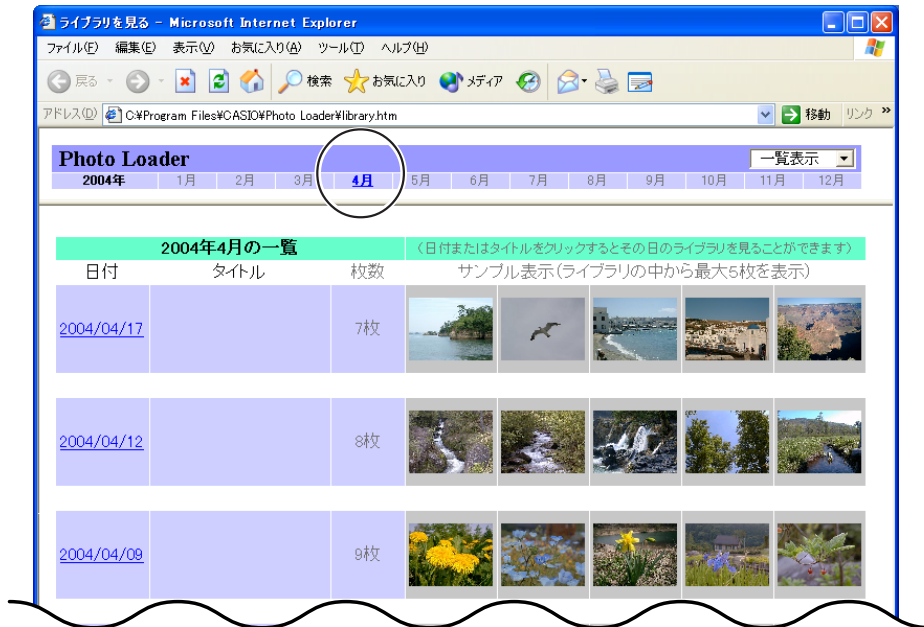 ライブラリを見る - Microsoft Internet Explorer
ファイル(F) 編集(E) 表示(V) お気に入り(A) ツール(T) ヘルプ(H)
戻る 検索 お気に入り メディア
アドレス(D) C:¥Program Files¥CASIO¥Photo Loader¥library.htm 移動 リンク »
Photo Loader 一覧表示
2004年 1月 2月 3月 4月 5月 6月 7月 8月 9月 10月 11月 12月
2004年4月の一覧 (日付またはタイトルをクリックするとその日のライブラリを見ることができます)
日付 タイトル 枚数 サンプル表示(ライブラリの中から最大5枚を表示)
2004/04/17 7枚
2004/04/12 8枚
2004/04/09 9枚